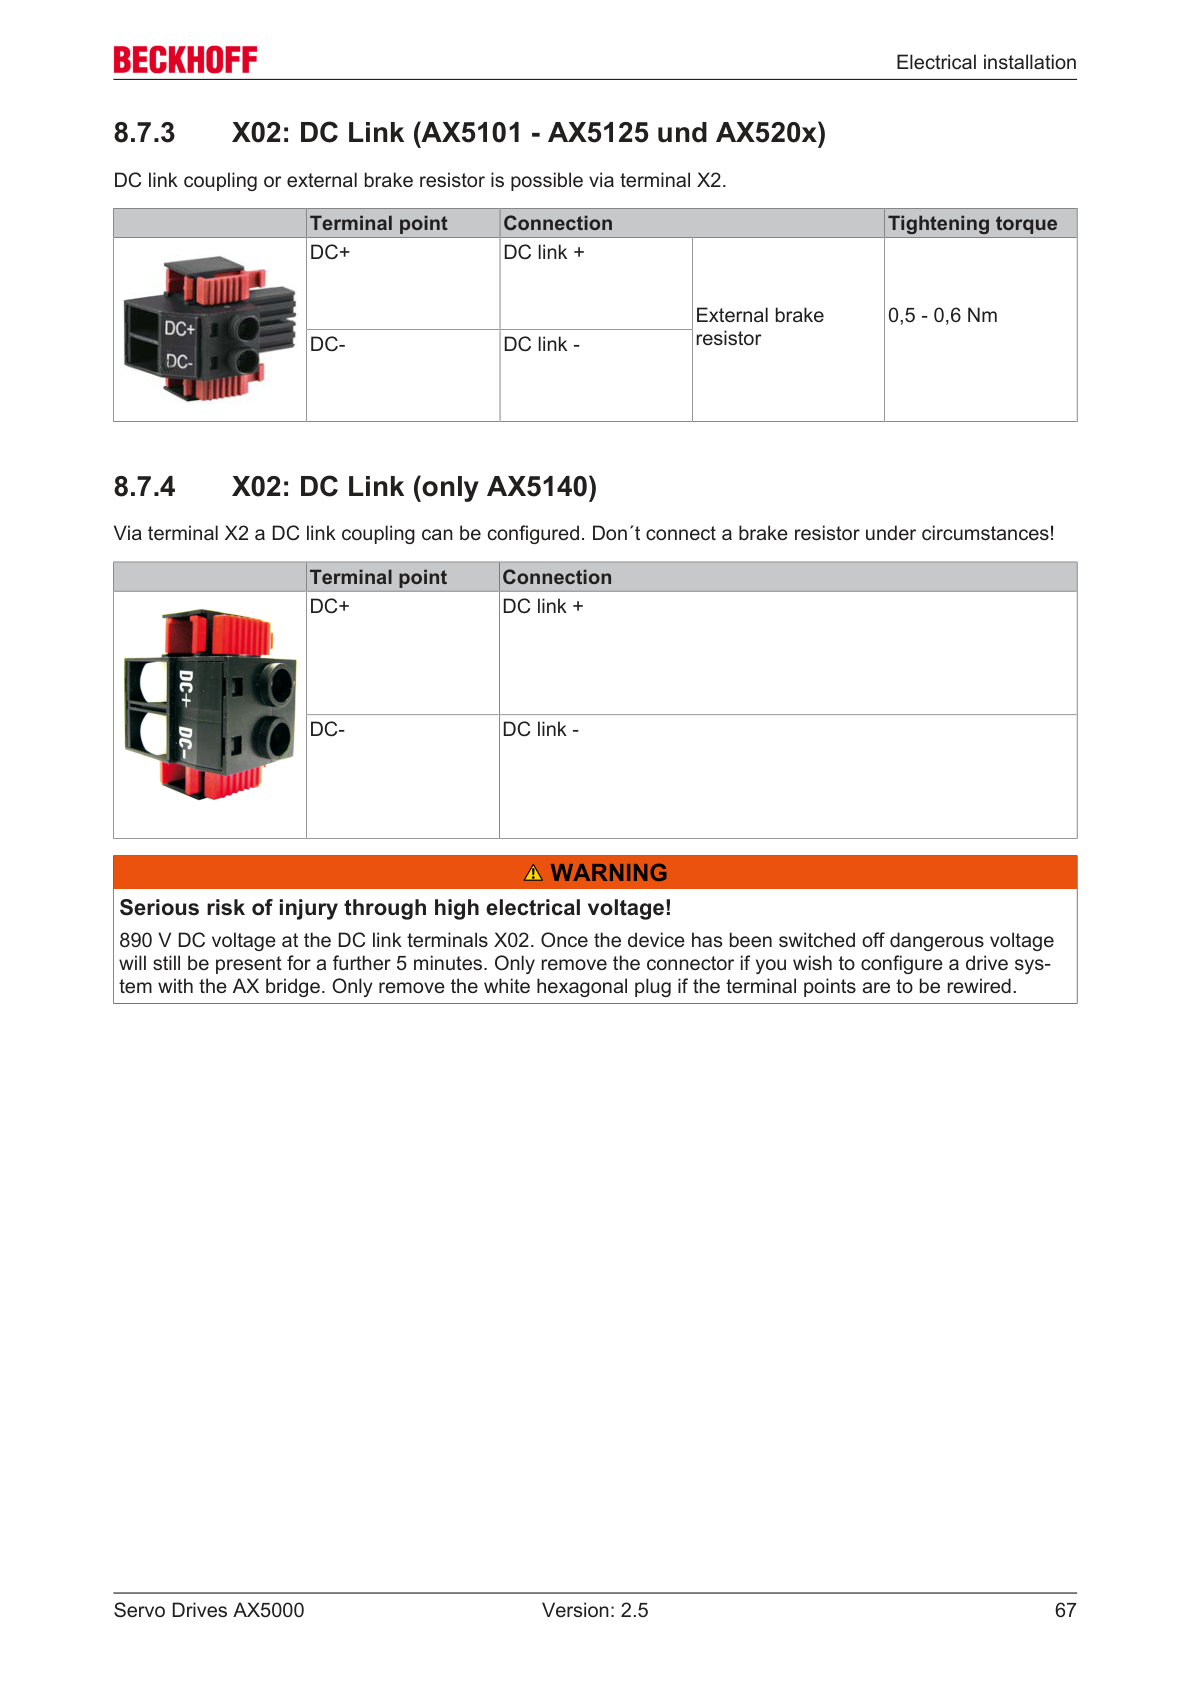 BECKHOFF
Electrical installation
8.7.3 X02: DC Link (AX5101 - AX5125 und AX520x)
DC link coupling or external brake resistor is possible via terminal X2.
Terminal point Connection Tightening torque
DC+ DC link +
External brake
resistor
0,5 - 0,6 Nm
DC- DC link -
DC+
DC-
8.7.4 X02: DC Link (only AX5140)
Via terminal X2 a DC link coupling can be configured. Don´t connect a brake resistor under circumstances!
Terminal point Connection
DC+ DC link +
DC- DC link -
DC+
DC-
WARNING
Serious risk of injury through high electrical voltage!
890 V DC voltage at the DC link terminals X02. Once the device has been switched off dangerous voltage
will still be present for a further 5 minutes. Only remove the connector if you wish to configure a drive sys-
tem with the AX bridge. Only remove the white hexagonal plug if the terminal points are to be rewired.
Servo Drives AX5000 Version: 2.5 67